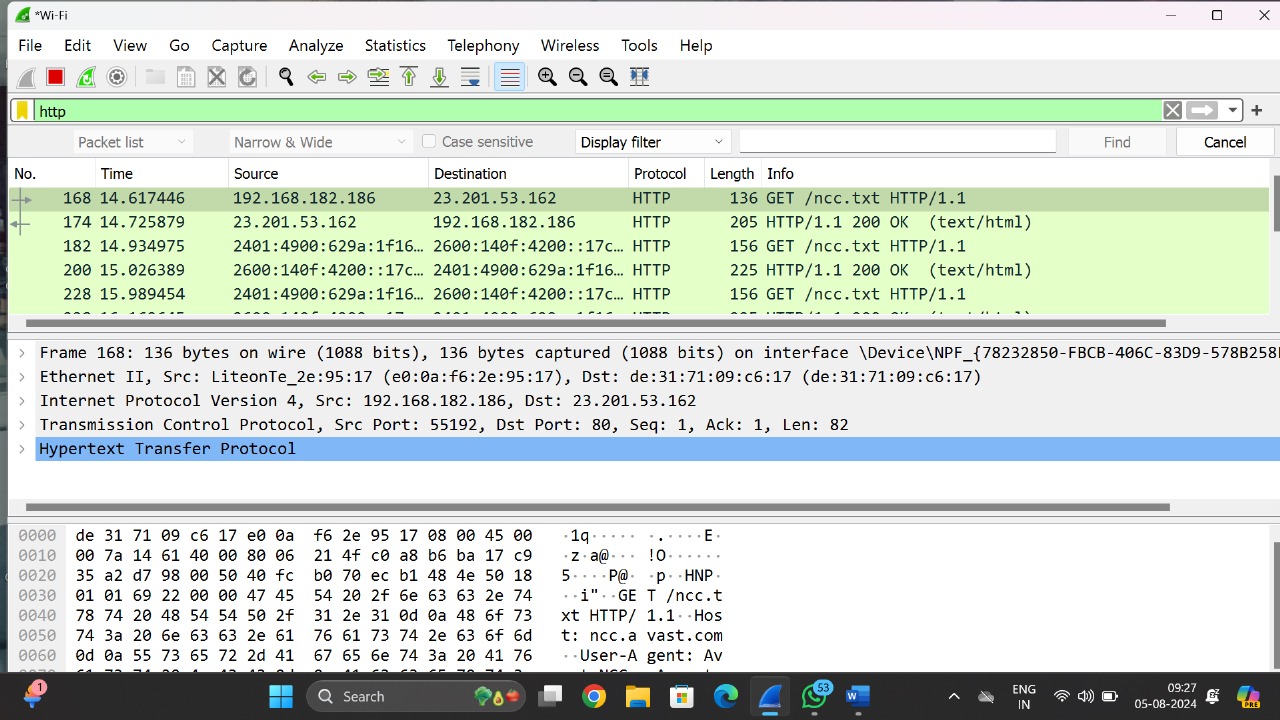 *Wi-Fi
File Edit View Go Capture Analyze Statistics Telephony Wireless Tools Help
http
Packet list Narrow & Wide Case sensitive Display filter Find Cancel
No. Time Source Destination Protocol Length Info
168 14.617446 192.168.182.186 23.201.53.162 HTTP 136 GET /ncc.txt HTTP/1.1
174 14.725879 23.201.53.162 192.168.182.186 HTTP 205 HTTP/1.1 200 OK (text/html)
182 14.934975 2401:4900:629a:1f16… 2600:140f:4200::17c… HTTP 156 GET /ncc.txt HTTP/1.1
200 15.026389 2600:140f:4200::17c… 2401:4900:629a:1f16… HTTP 225 HTTP/1.1 200 OK (text/html)
228 15.989454 2401:4900:629a:1f16… 2600:140f:4200::17c… HTTP 156 GET /ncc.txt HTTP/1.1
Frame 168: 136 bytes on wire (1088 bits), 136 bytes captured (1088 bits) on interface \Device\NPF_{78232850-FBCB-406C-83D9-578B258
Ethernet II, Src: LiteonTe_2e:95:17 (e0:0a:f6:2e:95:17), Dst: de:31:71:09:c6:17 (de:31:71:09:c6:17)
Internet Protocol Version 4, Src: 192.168.182.186, Dst: 23.201.53.162
Transmission Control Protocol, Src Port: 55192, Dst Port: 80, Seq: 1, Ack: 1, Len: 82
Hypertext Transfer Protocol
0000 de 31 71 09 c6 17 e0 0a f6 2e 95 17 08 00 45 00 ·1q····· ·.····E·
0010 00 7a 14 61 40 00 80 06 21 4f c0 a8 b6 ba 17 c9 ·z·a@··· !O······
0020 35 a2 d7 98 00 50 40 fc b0 70 ec b1 48 4e 50 18 5····P@· ·p··HNP·
0030 01 01 69 22 00 00 47 45 54 20 2f 6e 63 63 2e 74 ··i"··GE T /ncc.t
0040 78 74 20 48 54 54 50 2f 31 2e 31 0d 0a 48 6f 73 xt HTTP/ 1.1··Hos
0050 74 3a 20 6e 63 63 2e 61 76 61 73 74 2e 63 6f 6d t: ncc.a vast.com
0060 0d 0a 55 73 65 72 2d 41 67 65 6e 74 3a 20 41 76 ··User-A gent: Av
1 Search 53 ENG IN 09:27 05-08-2024 PRE